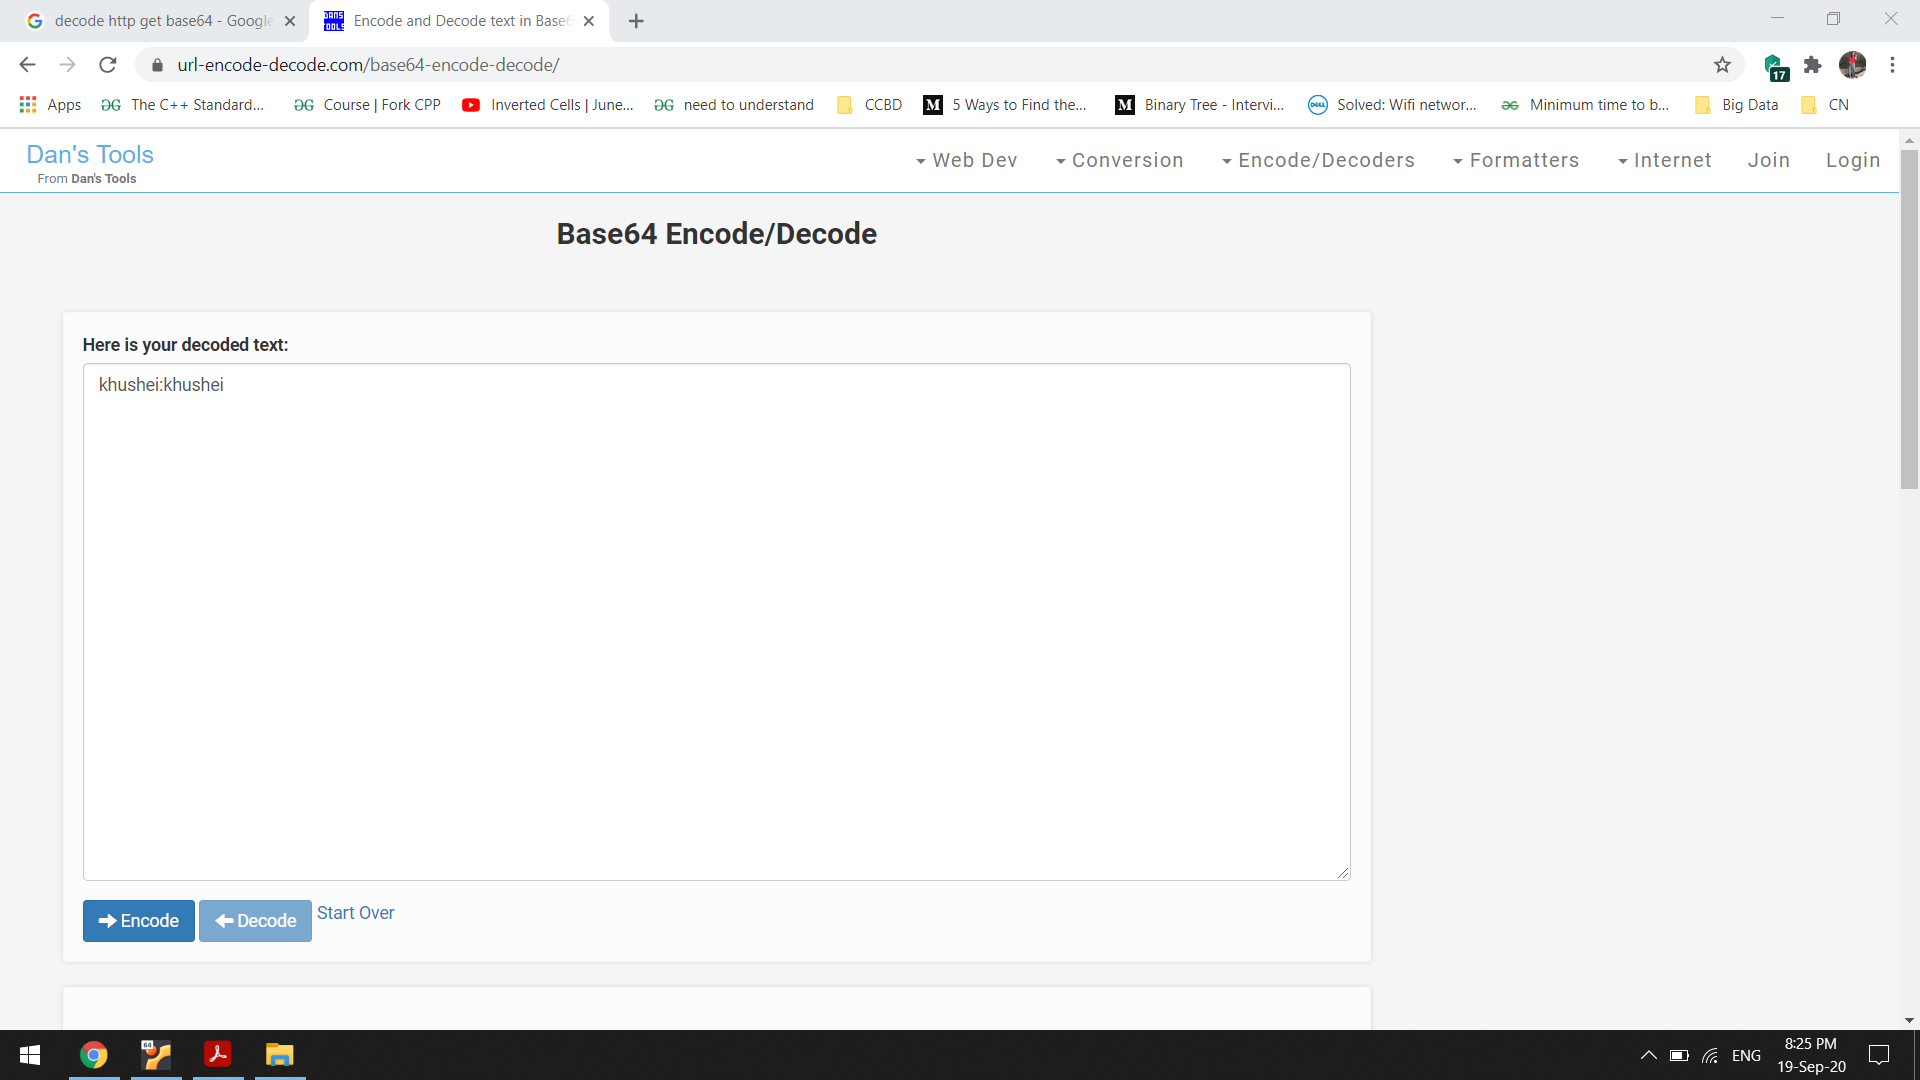 decode http get base64 - Google
Encode and Decode text in Base6
url-encode-decode.com/base64-encode-decode/
17
Apps
The C++ Standard...
Course | Fork CPP
Inverted Cells | June...
need to understand
CCBD
M
5 Ways to Find the...
M
Binary Tree - Intervi...
DELL
Solved: Wifi networ...
Minimum time to b...
Big Data
CN
Dan's Tools
From Dan's Tools
Web Dev
Conversion
Encode/Decoders
Formatters
Internet
Join
Login
Base64 Encode/Decode
Here is your decoded text:
khushei:khushei
Encode
Decode
Start Over
64
ENG
8:25 PM
19-Sep-20